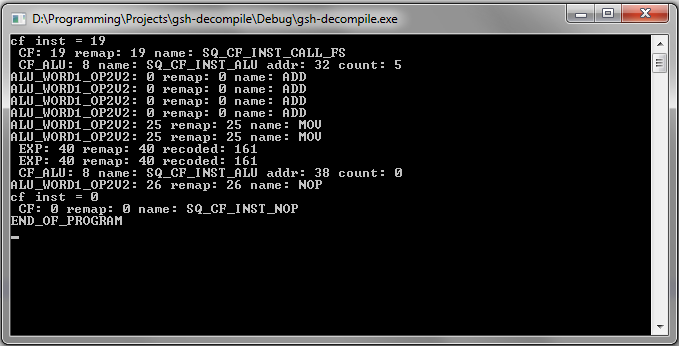 D:\Programming\Projects\gsh-decompile\Debug\gsh-decompile.exe
cf inst = 19
CF: 19 remap: 19 name: SQ_CF_INST_CALL_FS
CF_ALU: 8 name: SQ_CF_INST_ALU addr: 32 count: 5
ALU_WORD1_OP2V2: 0 remap: 0 name: ADD
ALU_WORD1_OP2V2: 0 remap: 0 name: ADD
ALU_WORD1_OP2V2: 0 remap: 0 name: ADD
ALU_WORD1_OP2V2: 0 remap: 0 name: ADD
ALU_WORD1_OP2V2: 25 remap: 25 name: MOV
ALU_WORD1_OP2V2: 25 remap: 25 name: MOV
EXP: 40 remap: 40 recoded: 161
EXP: 40 remap: 40 recoded: 161
CF_ALU: 8 name: SQ_CF_INST_ALU addr: 38 count: 0
ALU_WORD1_OP2V2: 26 remap: 26 name: NOP
cf inst = 0
CF: 0 remap: 0 name: SQ_CF_INST_NOP
END_OF_PROGRAM